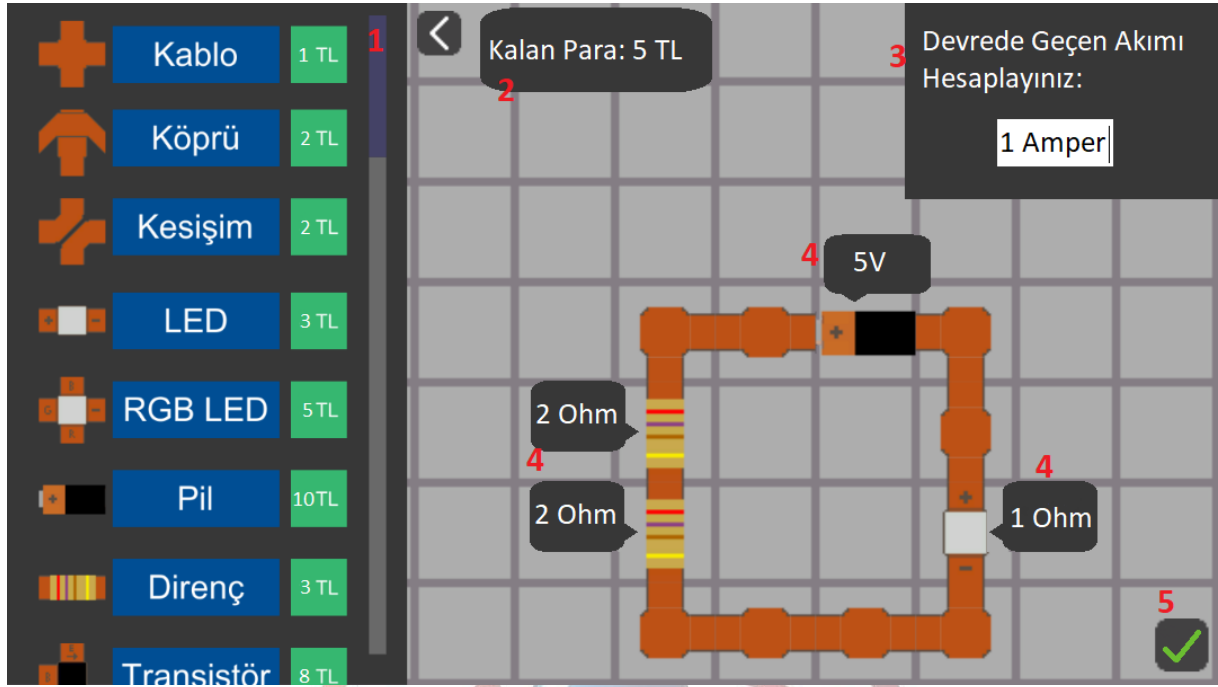 Kablo 1 TL
Köprü 2 TL
Kesişim 2 TL
LED 3 TL
RGB LED 5 TL
Pil 10TL
Direnç 3 TL
Transistör 8 TL
1
Kalan Para: 5 TL
2
3
Devrede Geçen Akımı
Hesaplayınız:
1 Amper
4
5V
2 Ohm
4
2 Ohm
4
1 Ohm
5